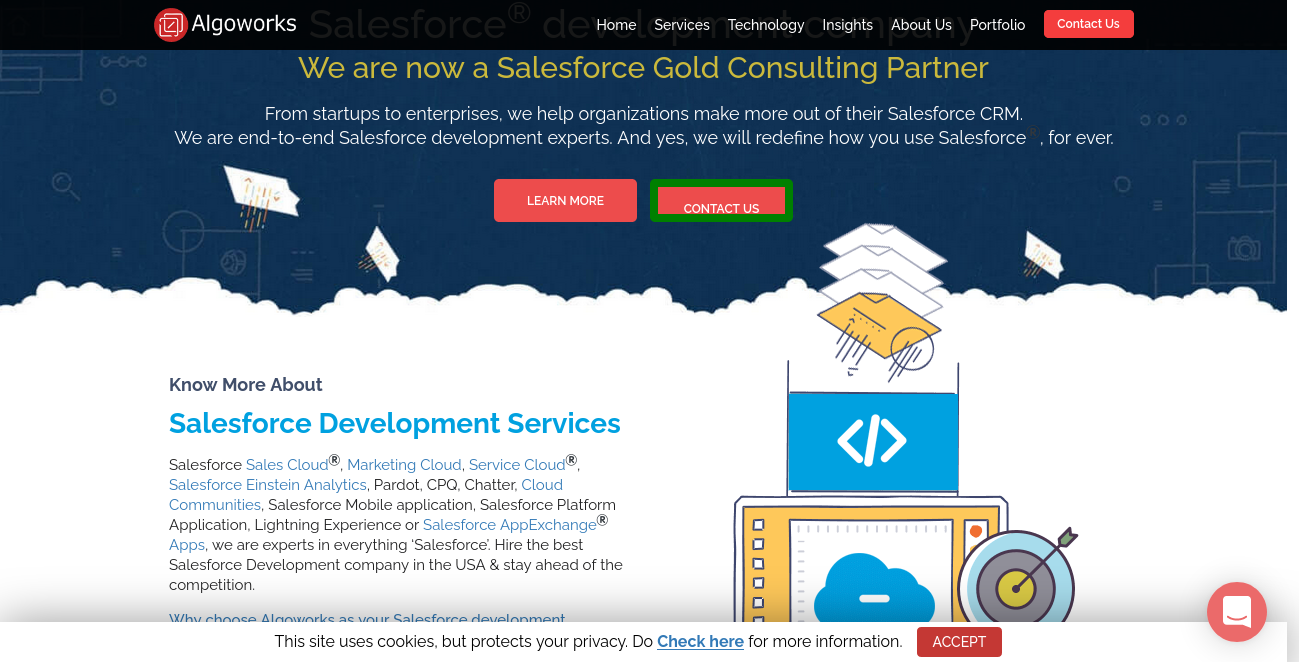 Algoworks
Home Services Technology Insights About Us Portfolio Contact Us
Salesforce® development company
We are now a Salesforce Gold Consulting Partner
From startups to enterprises, we help organizations make more out of their Salesforce CRM.
We are end-to-end Salesforce development experts. And yes, we will redefine how you use Salesforce®, for ever.
LEARN MORE
CONTACT US
Know More About
Salesforce Development Services
Salesforce Sales Cloud®, Marketing Cloud, Service Cloud®,
Salesforce Einstein Analytics, Pardot, CPQ, Chatter, Cloud
Communities, Salesforce Mobile application, Salesforce Platform
Application, Lightning Experience or Salesforce AppExchange®
Apps, we are experts in everything ‘Salesforce’. Hire the best
Salesforce Development company in the USA & stay ahead of the
competition.
Why choose Algoworks as your Salesforce development
This site uses cookies, but protects your privacy. Do Check here for more information.
ACCEPT